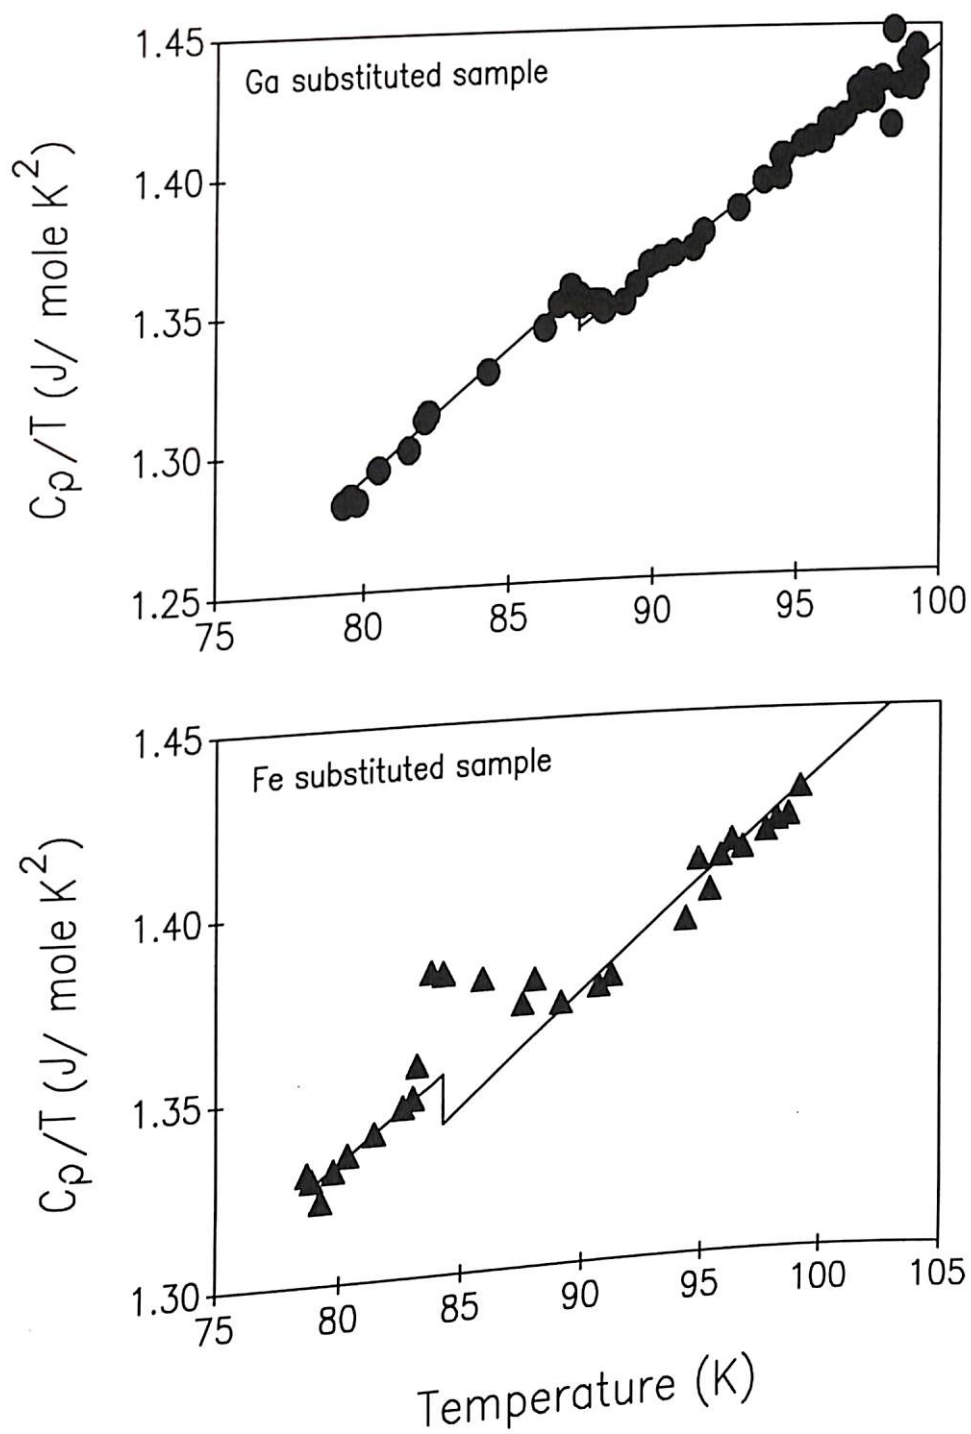 1.45
Ga substituted sample
1.40
1.35
1.30
1.25
Cp/T (J/ mole K²)
75 80 85 90 95 100
1.45
Fe substituted sample
1.40
1.35
1.30
Cp/T (J/ mole K²)
75 80 85 90 95 100 105
Temperature (K)